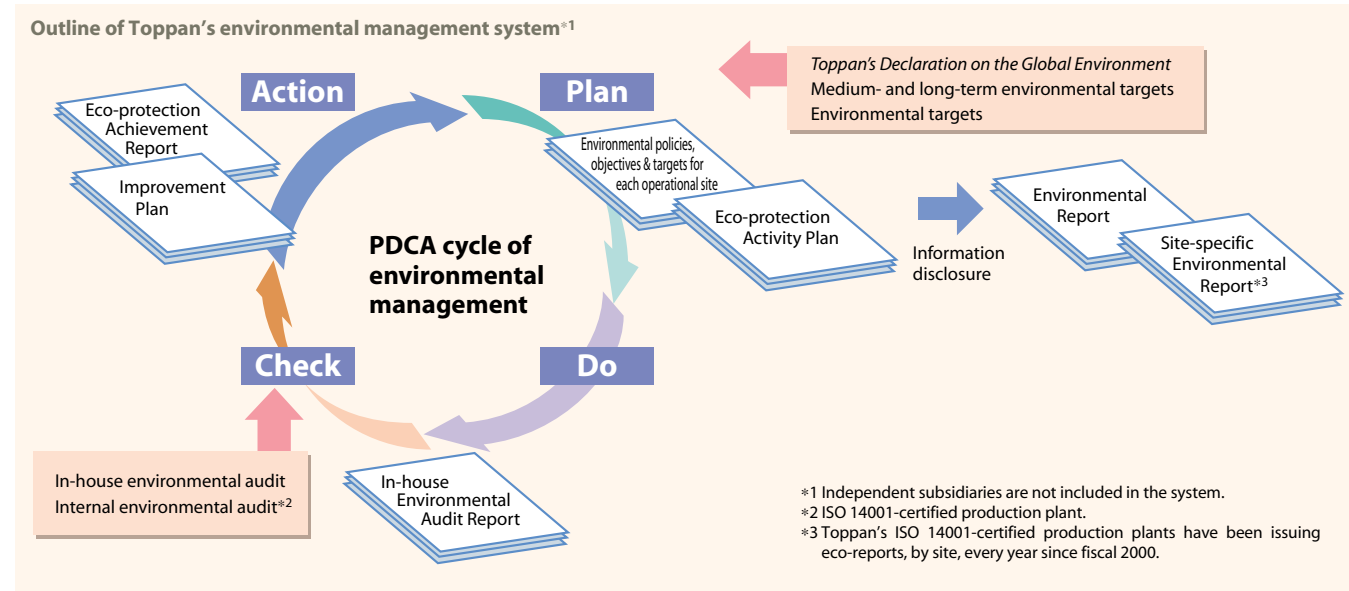 Outline of Toppan's environmental management system*1
Action
Plan
Toppan's Declaration on the Global Environment
Medium- and long-term environmental targets
Environmental targets
Eco-protection
Achievement
Report
Improvement
Plan
Environmental policies,
objectives & targets for
each operational site
Eco-protection
Activity Plan
Information
disclosure
Environmental
Report
Site-specific
Environmental
Report*3
PDCA cycle of
environmental
management
Check
Do
In-house environmental audit
Internal environmental audit*2
In-house
Environmental
Audit Report
*1 Independent subsidiaries are not included in the system.
*2 ISO 14001-certified production plant.
*3 Toppan's ISO 14001-certified production plants have been issuing
eco-reports, by site, every year since fiscal 2000.